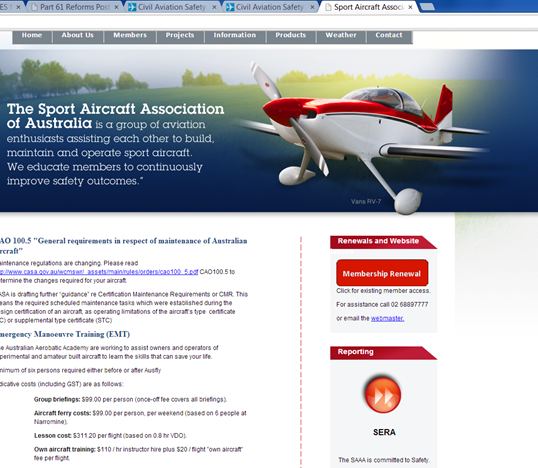 Part 61 Reforms Post
Civil Aviation Safety
Civil Aviation Safety
Sport Aircraft Assoc
Home About Us Members Projects Information Products Weather Contact
The Sport Aircraft Association
of Australia is a group of aviation
enthusiasts assisting each other to build,
maintain and operate sport aircraft.
We educate members to continuously
improve safety outcomes."
Vans RV-7
AO 100.5 "General requirements in respect of maintenance of Australian
rcraft"
aintenance regulations are changing. Please read
p://www.casa.gov.au/wcmswr/_assets/main/rules/orders/cao100_5.pdf CAO100.5 to
termine the changes required for your aircraft.
ASA is drafting further "guidance" re Certification Maintenance Requirements or CMR. This
eans the required scheduled maintenance tasks which were established during the
sign certification of an aircraft, as operating limitations of the aircraft's type certificate
C) or supplemental type certificate (STC)
mergency Manoeuvre Training (EMT)
e Australian Aerobatic Academy are working to assist owners and operators of
perimental and amateur built aircraft to learn the skills that can save your life.
nimum of six persons required either before or after Ausfly
dicative costs (including GST) are as follows:
Group briefings: $99.00 per person (once-off fee covers all briefings).
Aircraft ferry costs: $99.00 per person, per weekend (based on 6 people at
Narromine).
Lesson cost: $311.20 per flight (based on 0.8 hr VDO).
Own aircraft training: $110 / hr instructor hire plus $20 / flight "own aircraft"
fee per flight.
Renewals and Website
Membership Renewal
Click for existing member access.
For assistance call 02 68897777
or email the webmaster.
Reporting
SERA
The SAAA is committed to Safety.